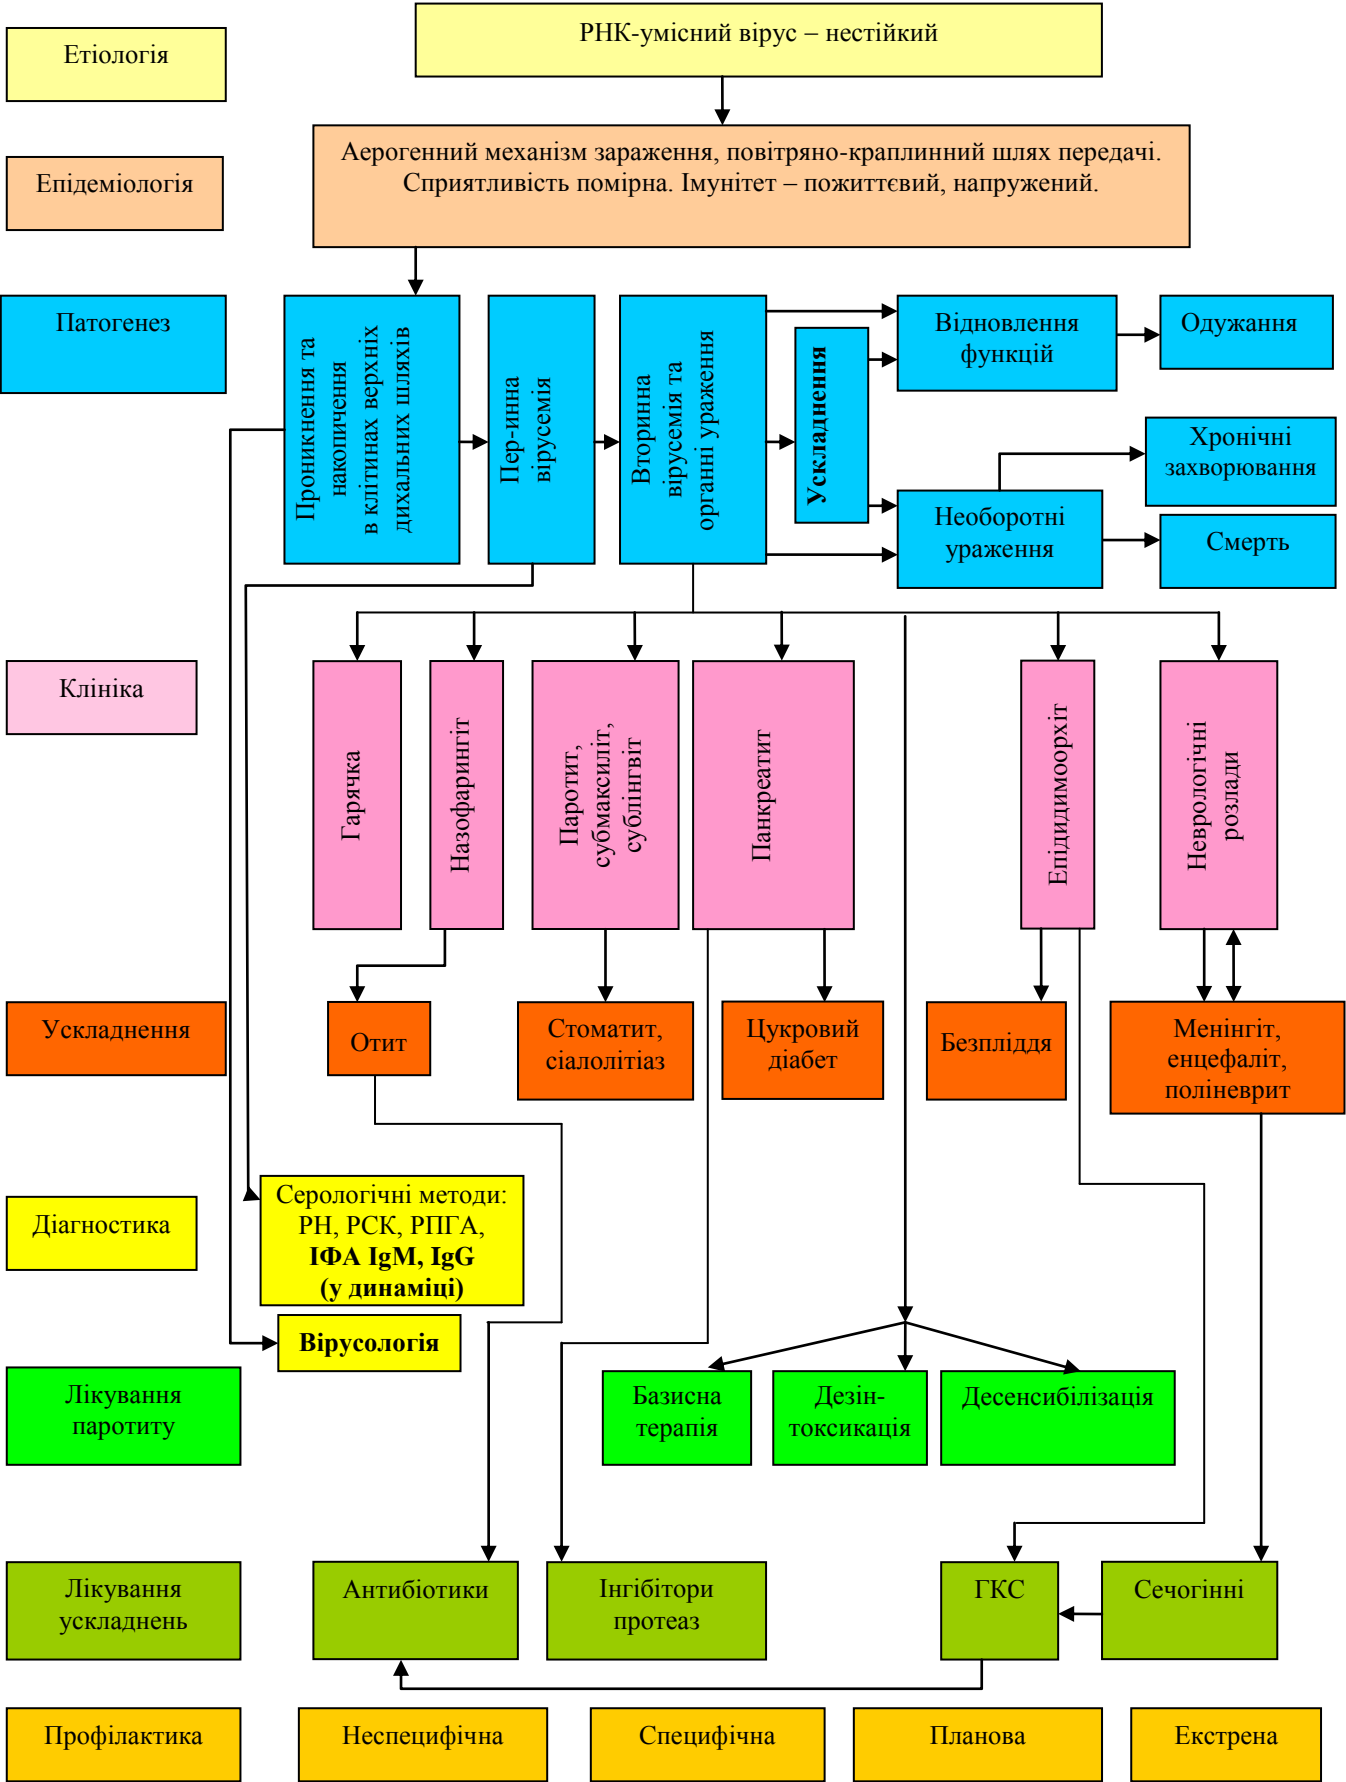 Етіологія
РНК-умісний вірус – нестійкий
Епідеміологія
Аерогенний механізм зараження, повітряно-краплинний шлях передачі.
Сприятливість помірна. Імунітет – пожиттєвий, напружений.
Патогенез
Проникнення та
накопичення
в клітинах верхніх
дихальних шляхів
Пер-инна
вірусемія
Вторинна
вірусемія та
органні ураження
Ускладнення
Відновлення
функцій
Одужання
Необоротні
ураження
Хронічні
захворювання
Смерть
Клініка
Гарячка
Назофарингіт
Паротит,
субмаксиліт,
сублінгвіт
Панкреатит
Епідидимоорхіт
Неврологічні
розлади
Ускладнення
Отит
Стоматит,
сіалолітіаз
Цукровий
діабет
Безпліддя
Менінгіт,
енцефаліт,
поліневрит
Діагностика
Серологічні методи:
РН, РСК, РПГА,
ІФА IgM, IgG
(у динаміці)
Вірусологія
Лікування
паротиту
Базисна
терапія
Дезін-
токсикація
Десенсибілізація
Лікування
ускладнень
Антибіотики
Інгібітори
протеаз
ГКС
Сечогінні
Профілактика
Неспецифічна
Специфічна
Планова
Екстрена